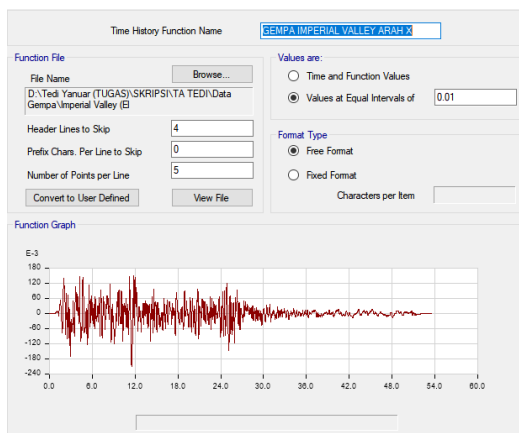 Time History Function Name
GEMPA IMPERIAL VALLEY ARAH X
Function File
File Name
Browse...
D:\Tedi Yanuar (TUGAS)\SKRIPSI\TA TEDI\Data
Gempa\Imperial Valley (El
Header Lines to Skip
4
Prefix Chars. Per Line to Skip
0
Number of Points per Line
5
Convert to User Defined
View File
Values are:
Time and Function Values
Values at Equal Intervals of
0.01
Format Type
Free Format
Fixed Format
Characters per Item
Function Graph
E-3
180
120
60
0
-60
-120
-180
-240
0.0 6.0 12.0 18.0 24.0 30.0 36.0 42.0 48.0 54.0 60.0